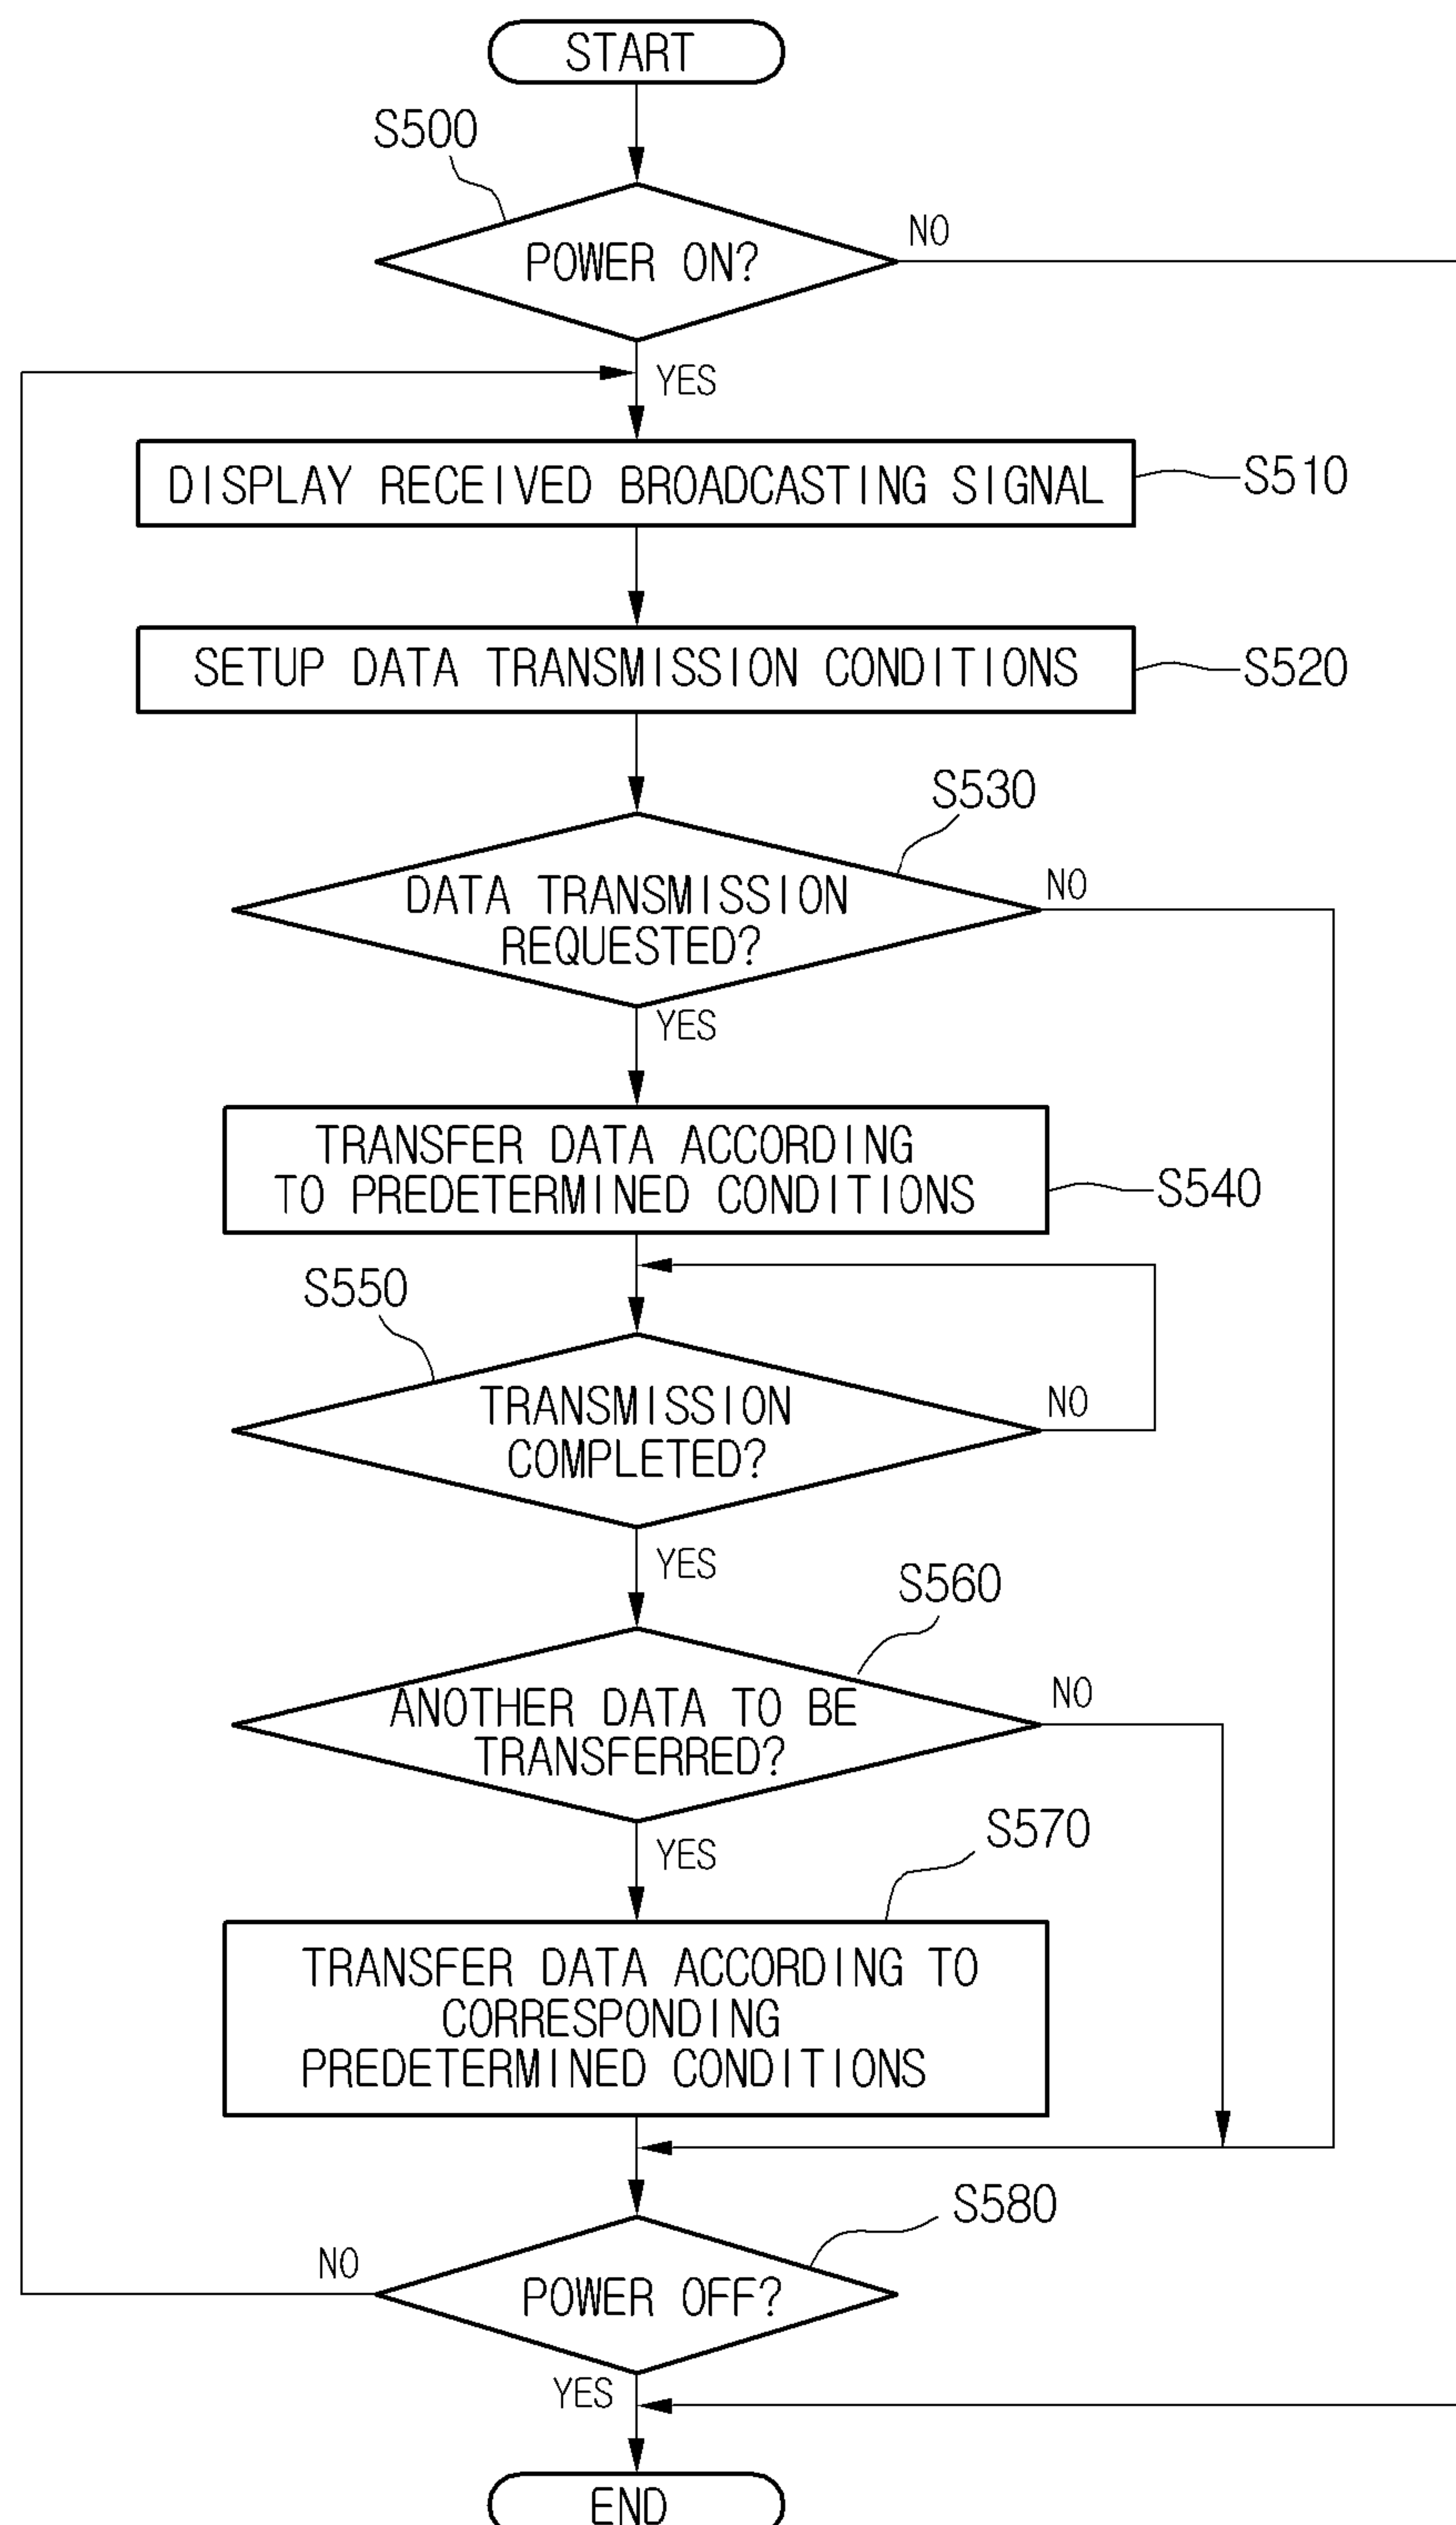 START
S500
POWER ON?
NO
YES
DISPLAY RECEIVED BROADCASTING SIGNAL
S510
SETUP DATA TRANSMISSION CONDITIONS
S520
S530
DATA TRANSMISSION
REQUESTED?
NO
YES
TRANSFER DATA ACCORDING
TO PREDETERMINED CONDITIONS
S540
S550
TRANSMISSION
COMPLETED?
NO
YES
S560
ANOTHER DATA TO BE
TRANSFERRED?
NO
YES
S570
TRANSFER DATA ACCORDING TO
CORRESPONDING
PREDETERMINED CONDITIONS
S580
NO
POWER OFF?
YES
END